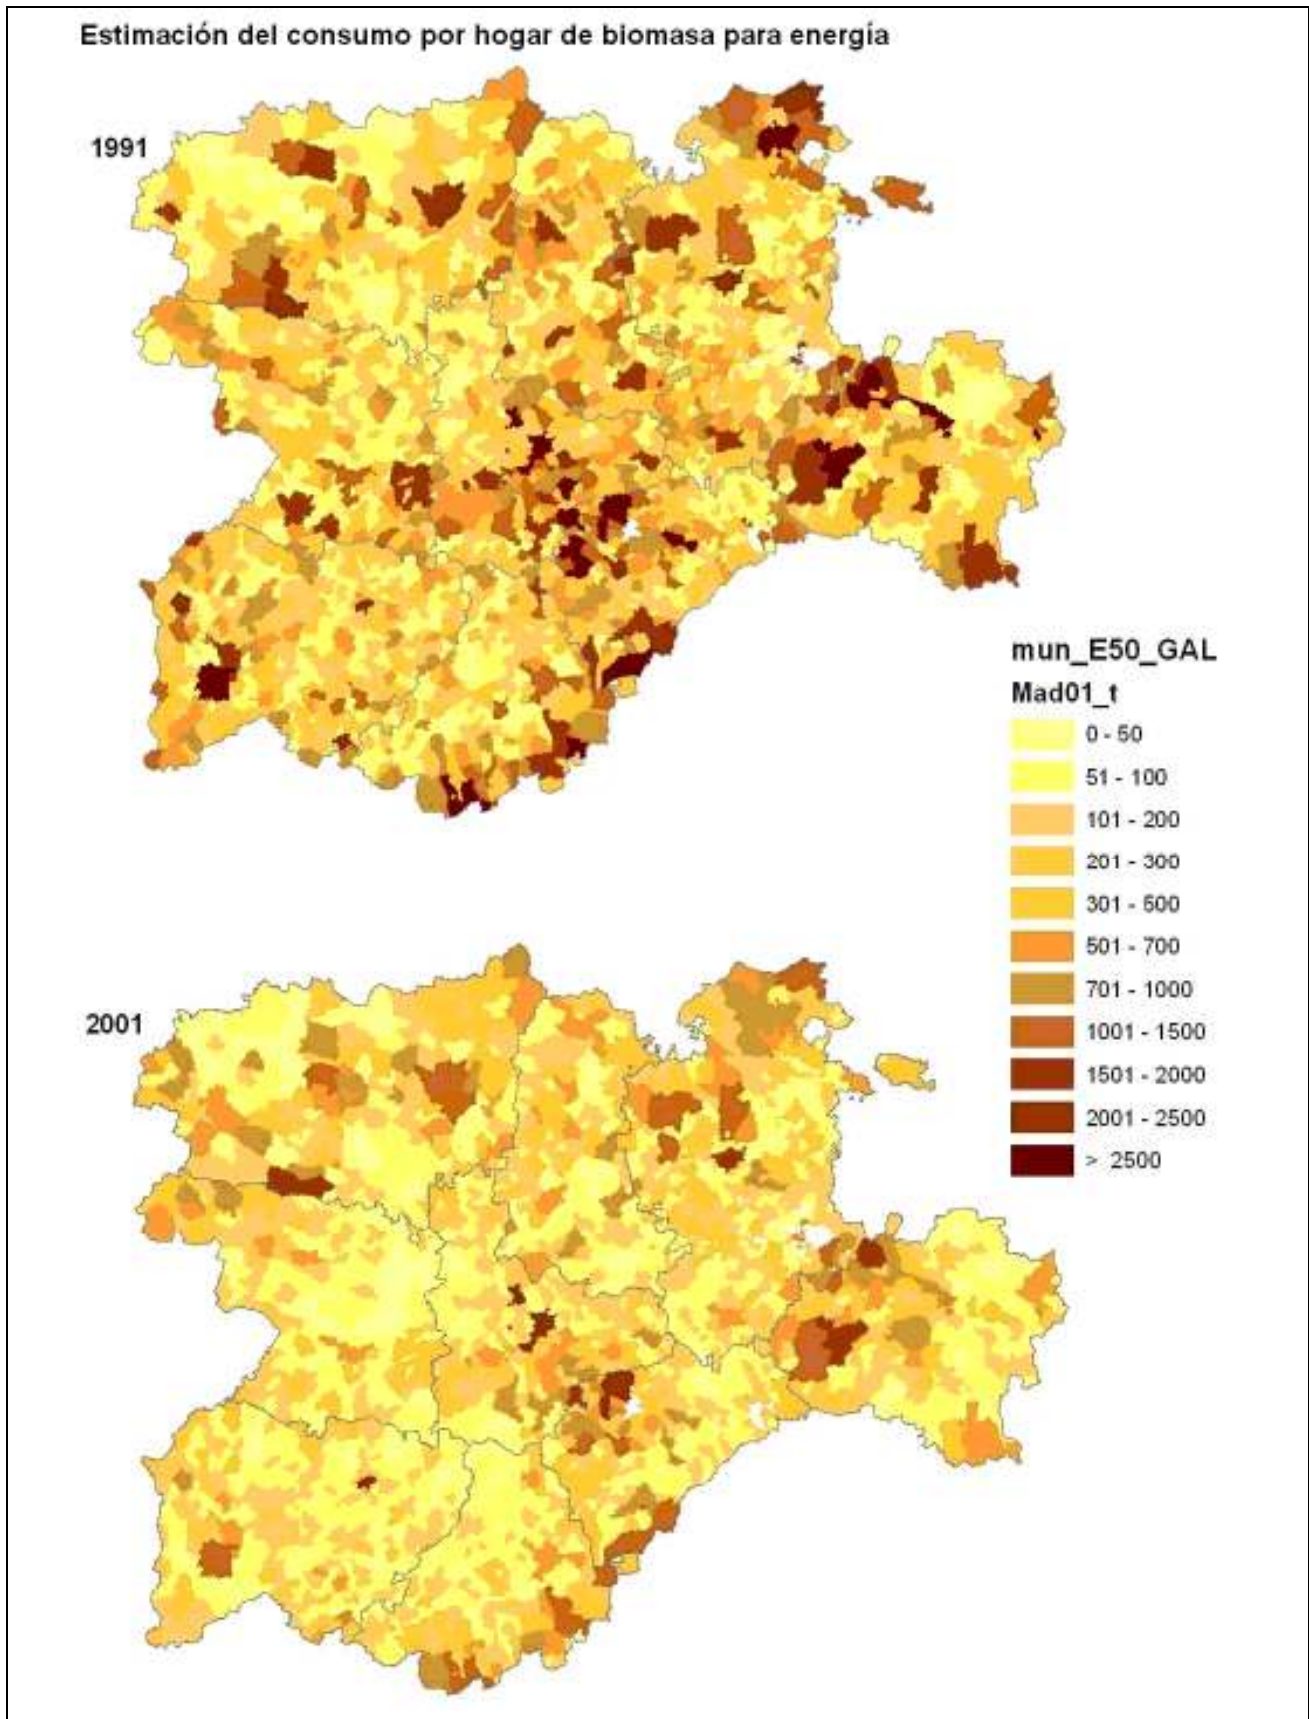 Estimación del consumo por hogar de biomasa para energía
1991
mun_E50_GAL
Mad01_t
0 - 50
51 - 100
101 - 200
201 - 300
301 - 500
501 - 700
701 - 1000
1001 - 1500
1501 - 2000
2001 - 2500
> 2500
2001